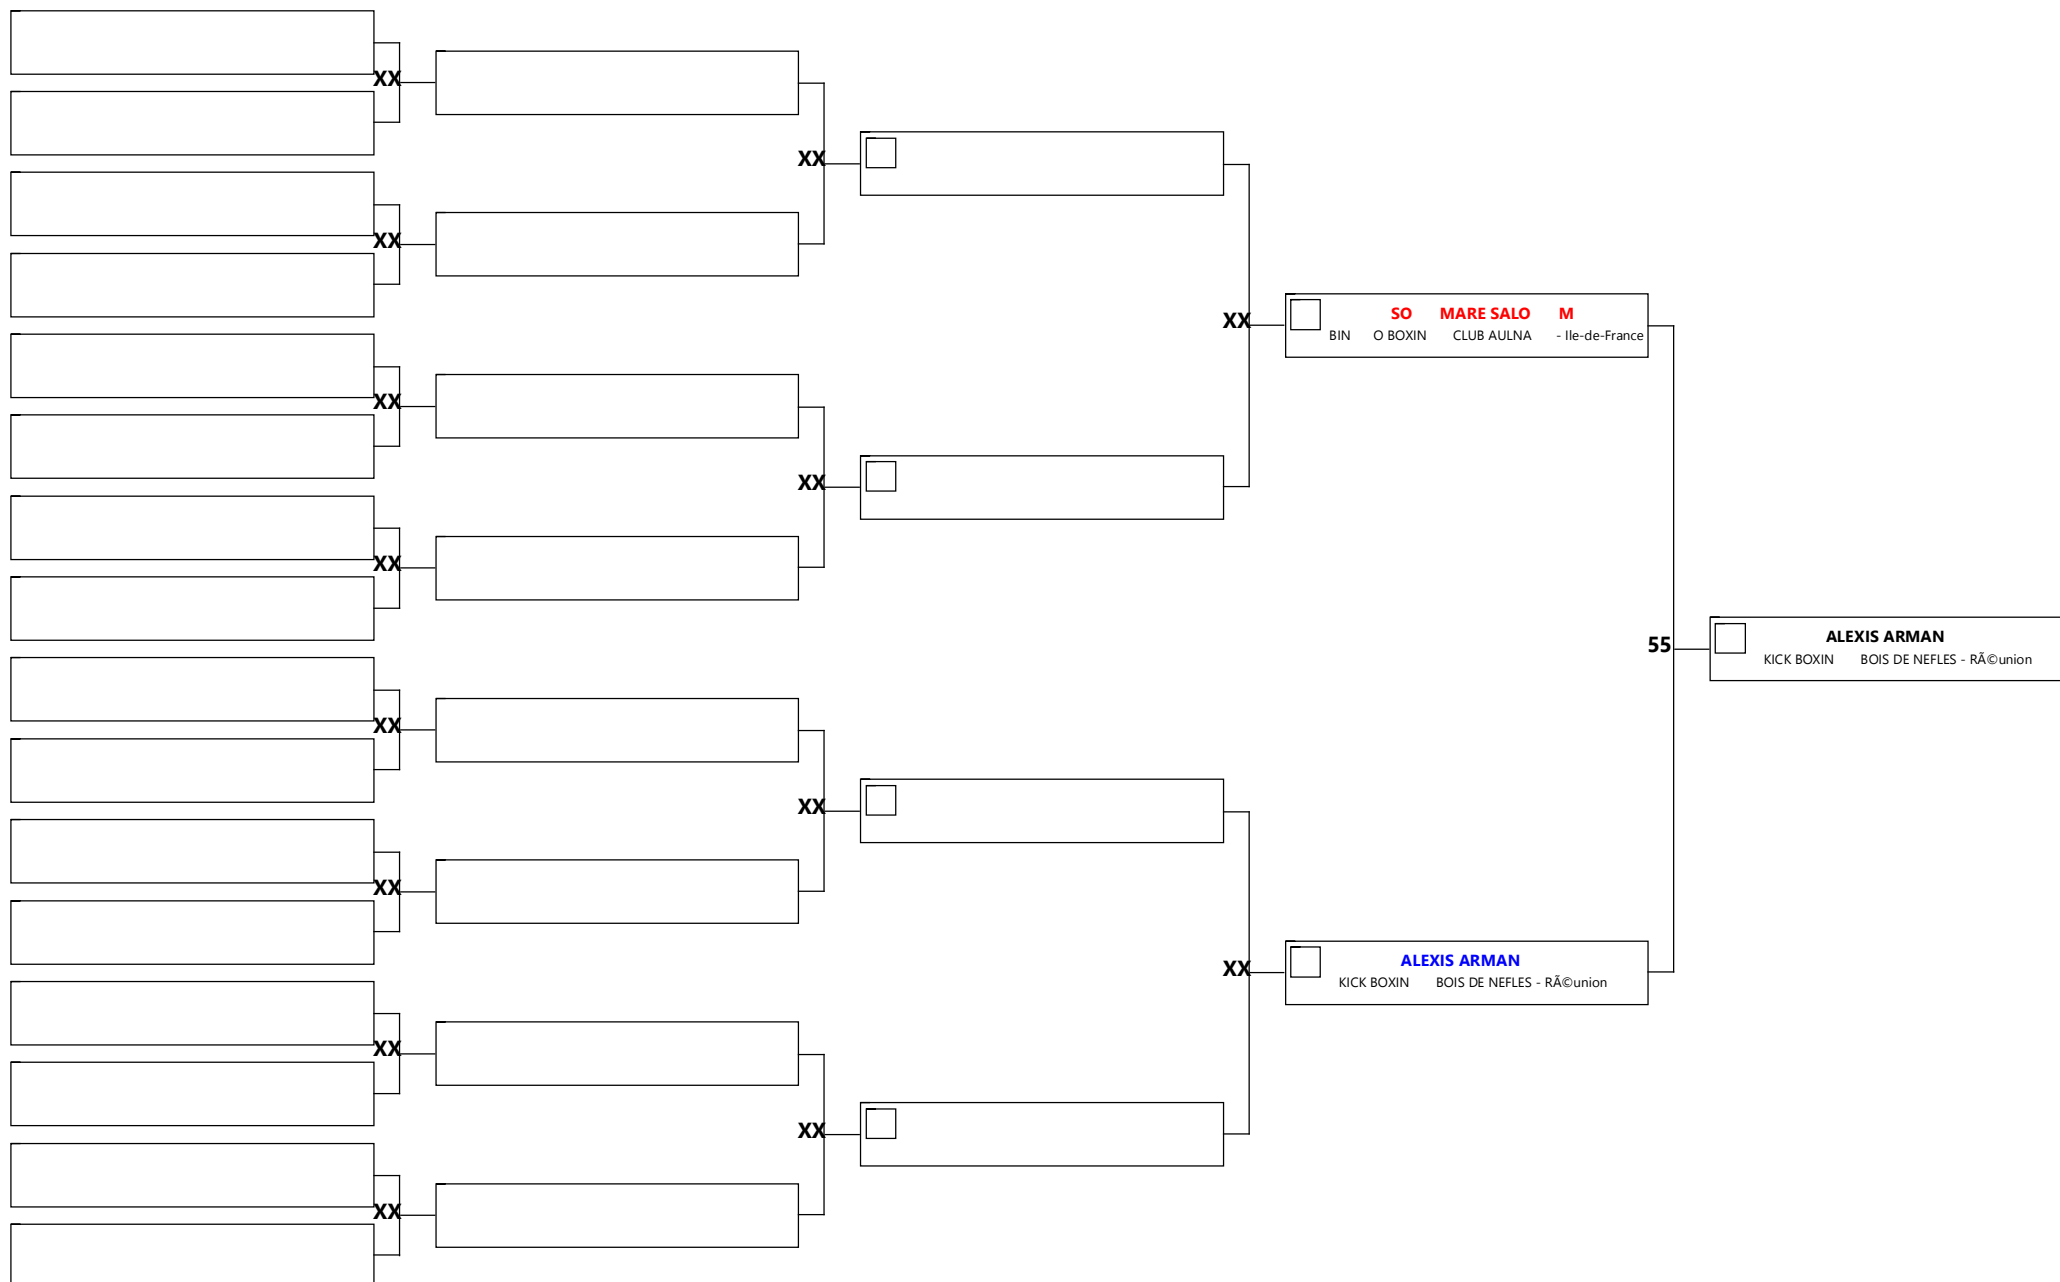 XX
XX
XX
XX
XX
SO MARE SALO M
BIN O BOXIN CLUB AULNA - Ile-de-France
XX
XX
XX
55
ALEXIS ARMAN
KICK BOXIN BOIS DE NEFLES - RÃ©union
XX
XX
XX
XX
ALEXIS ARMAN
KICK BOXIN BOIS DE NEFLES - RÃ©union
XX
XX
XX